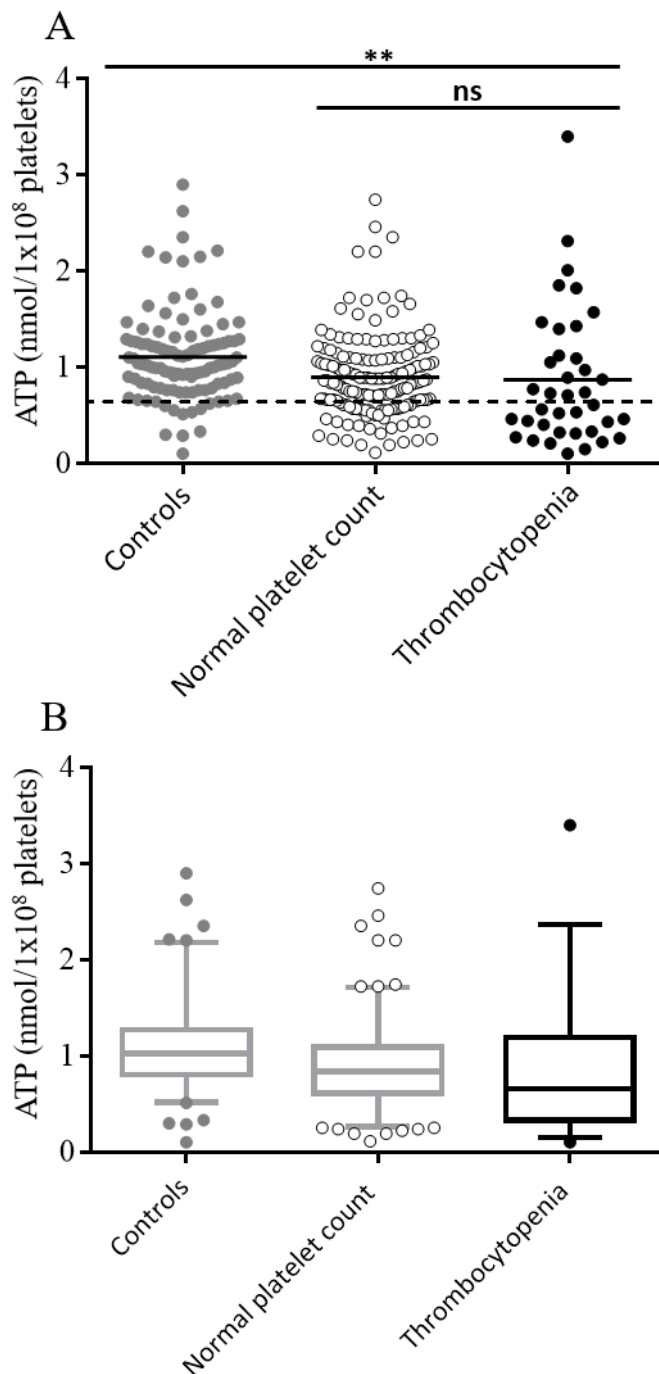 A
**
ns
ATP (nmol/1x10⁸ platelets)
4
3
2
1
0
Controls
Normal platelet count
Thrombocytopenia
B
ATP (nmol/1x10⁸ platelets)
4
3
2
1
0
Controls
Normal platelet count
Thrombocytopenia